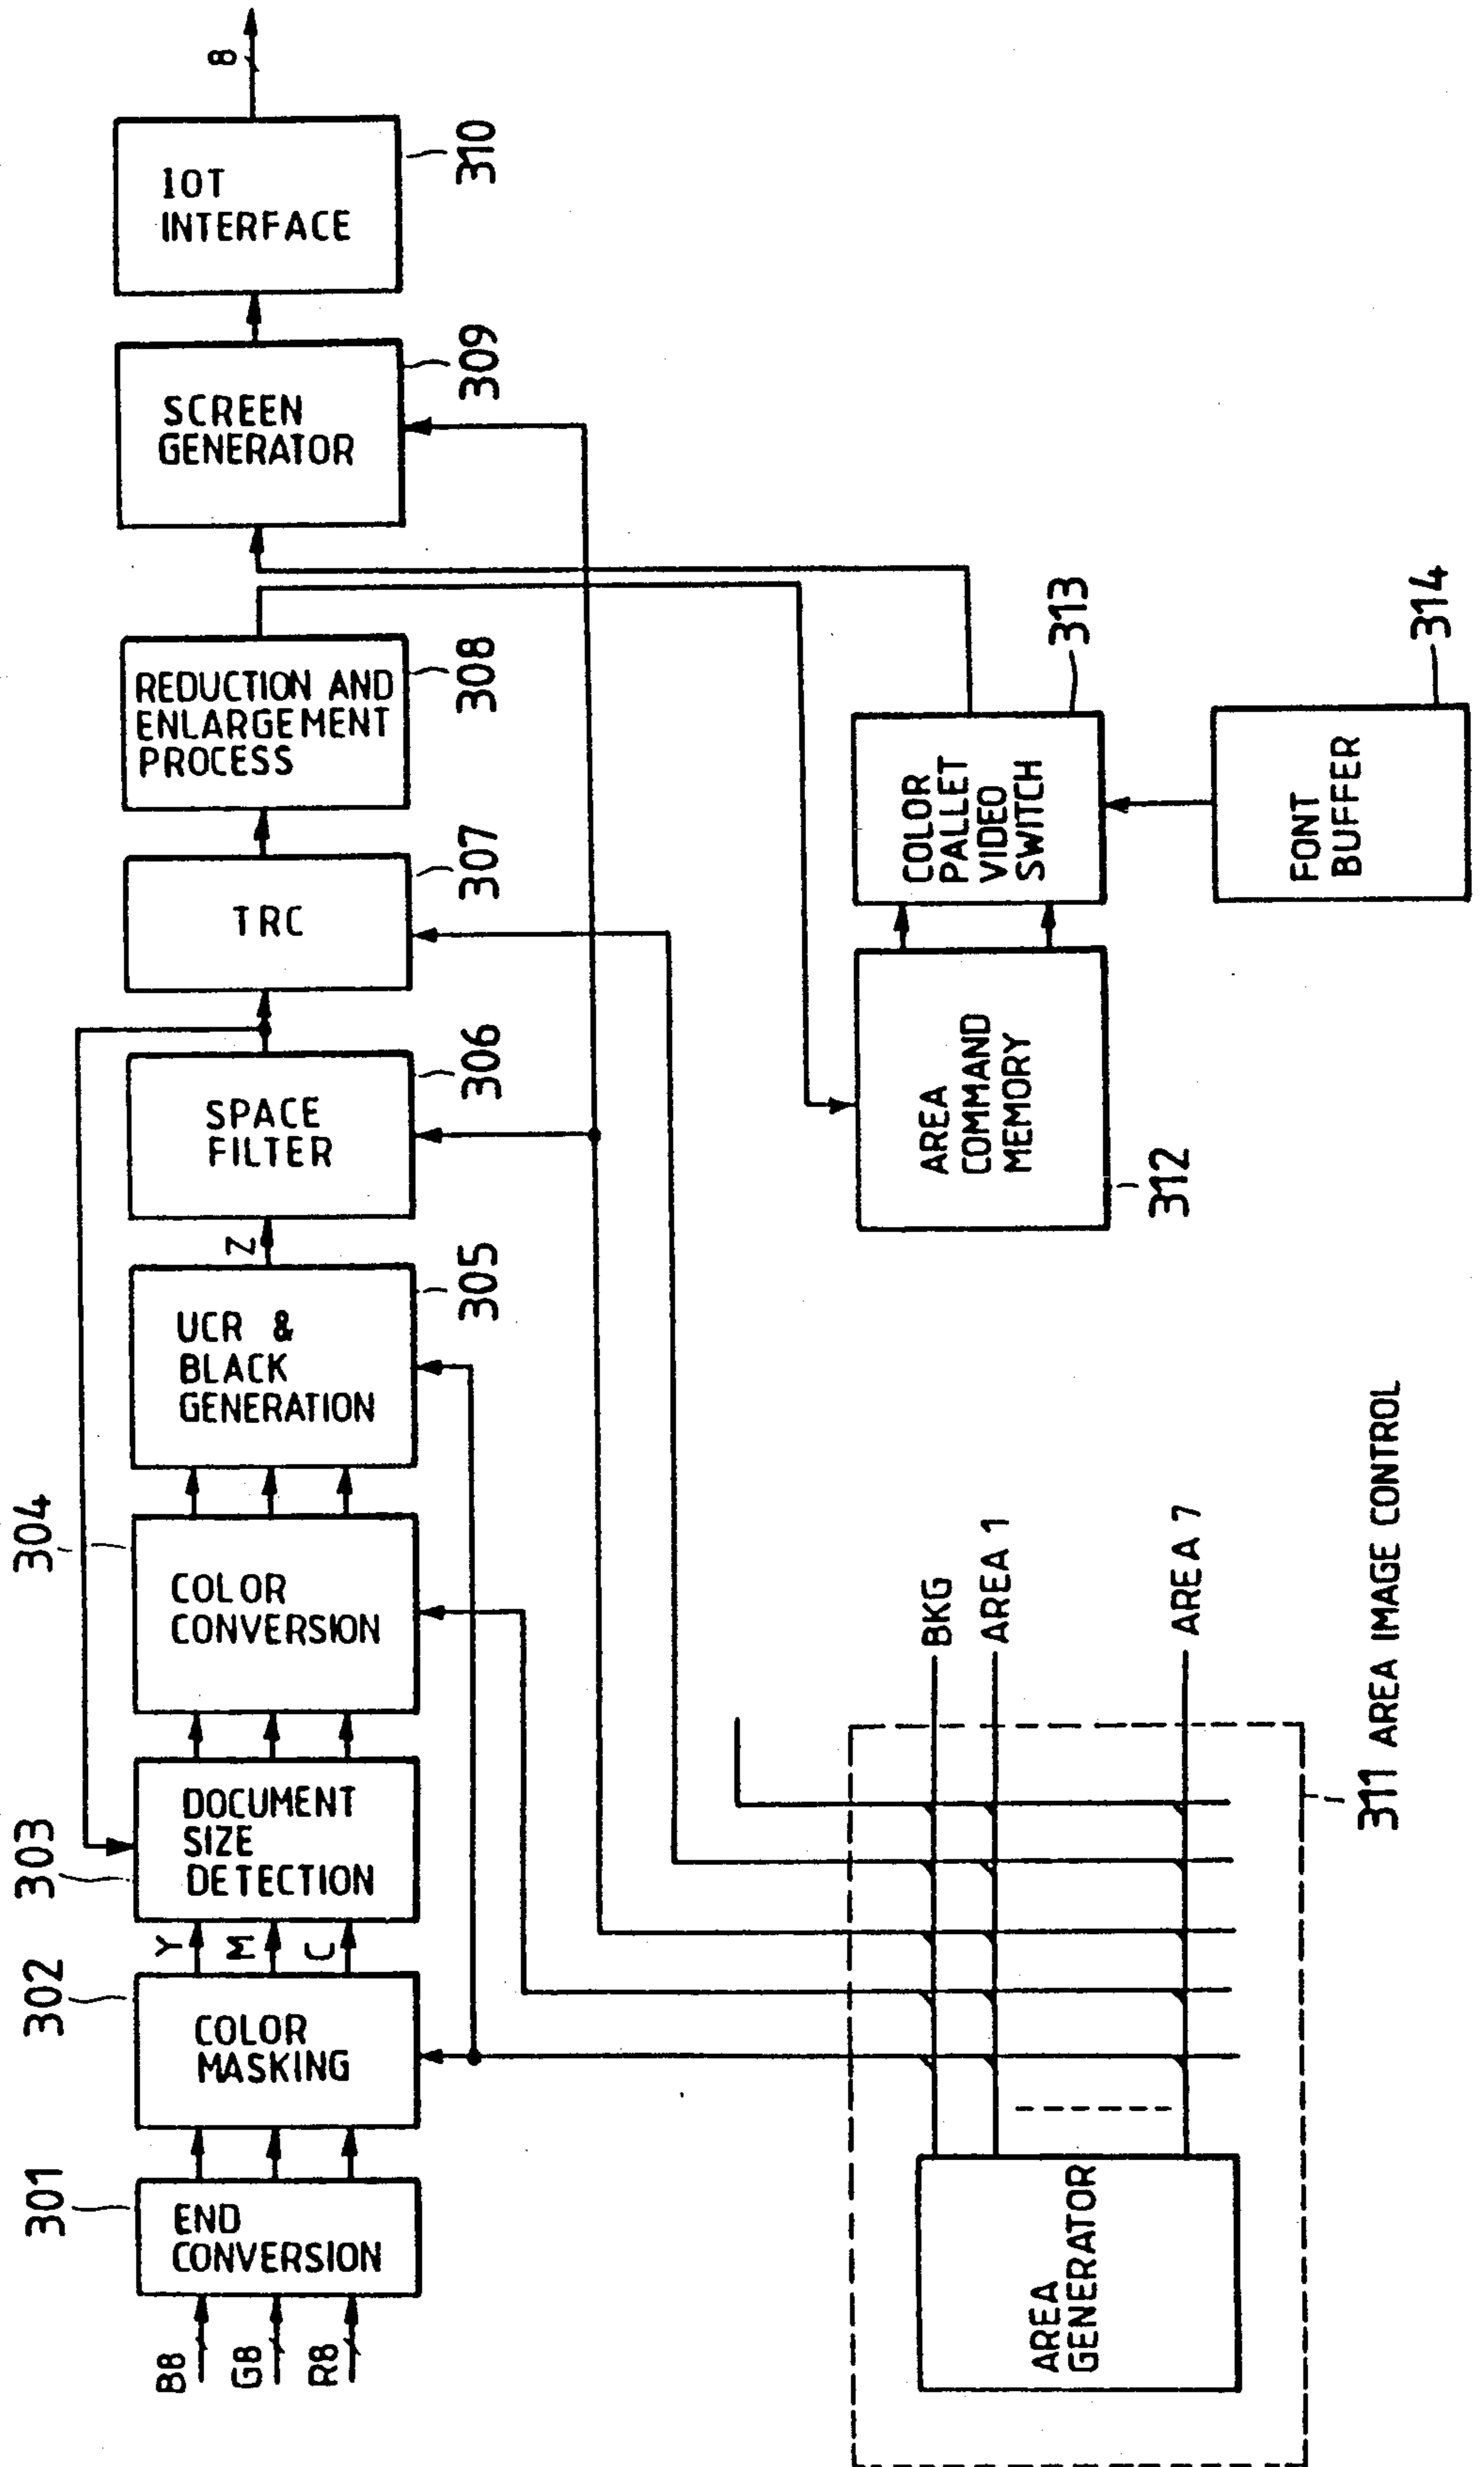 B8
G8
R8
301
END
CONVERSION
302
COLOR
MASKING
Y
M
C
303
DOCUMENT
SIZE
DETECTION
304
COLOR
CONVERSION
UCR &
BLACK
GENERATION
305
Z
SPACE
FILTER
306
TRC
307
REDUCTION AND
ENLARGEMENT
PROCESS
308
SCREEN
GENERATOR
309
IOT
INTERFACE
310
8
AREA
GENERATOR
BKG
AREA 1
AREA 7
311 AREA IMAGE CONTROL
AREA
COMMAND
MEMORY
312
COLOR
PALLET
VIDEO
SWITCH
313
FONT
BUFFER
314